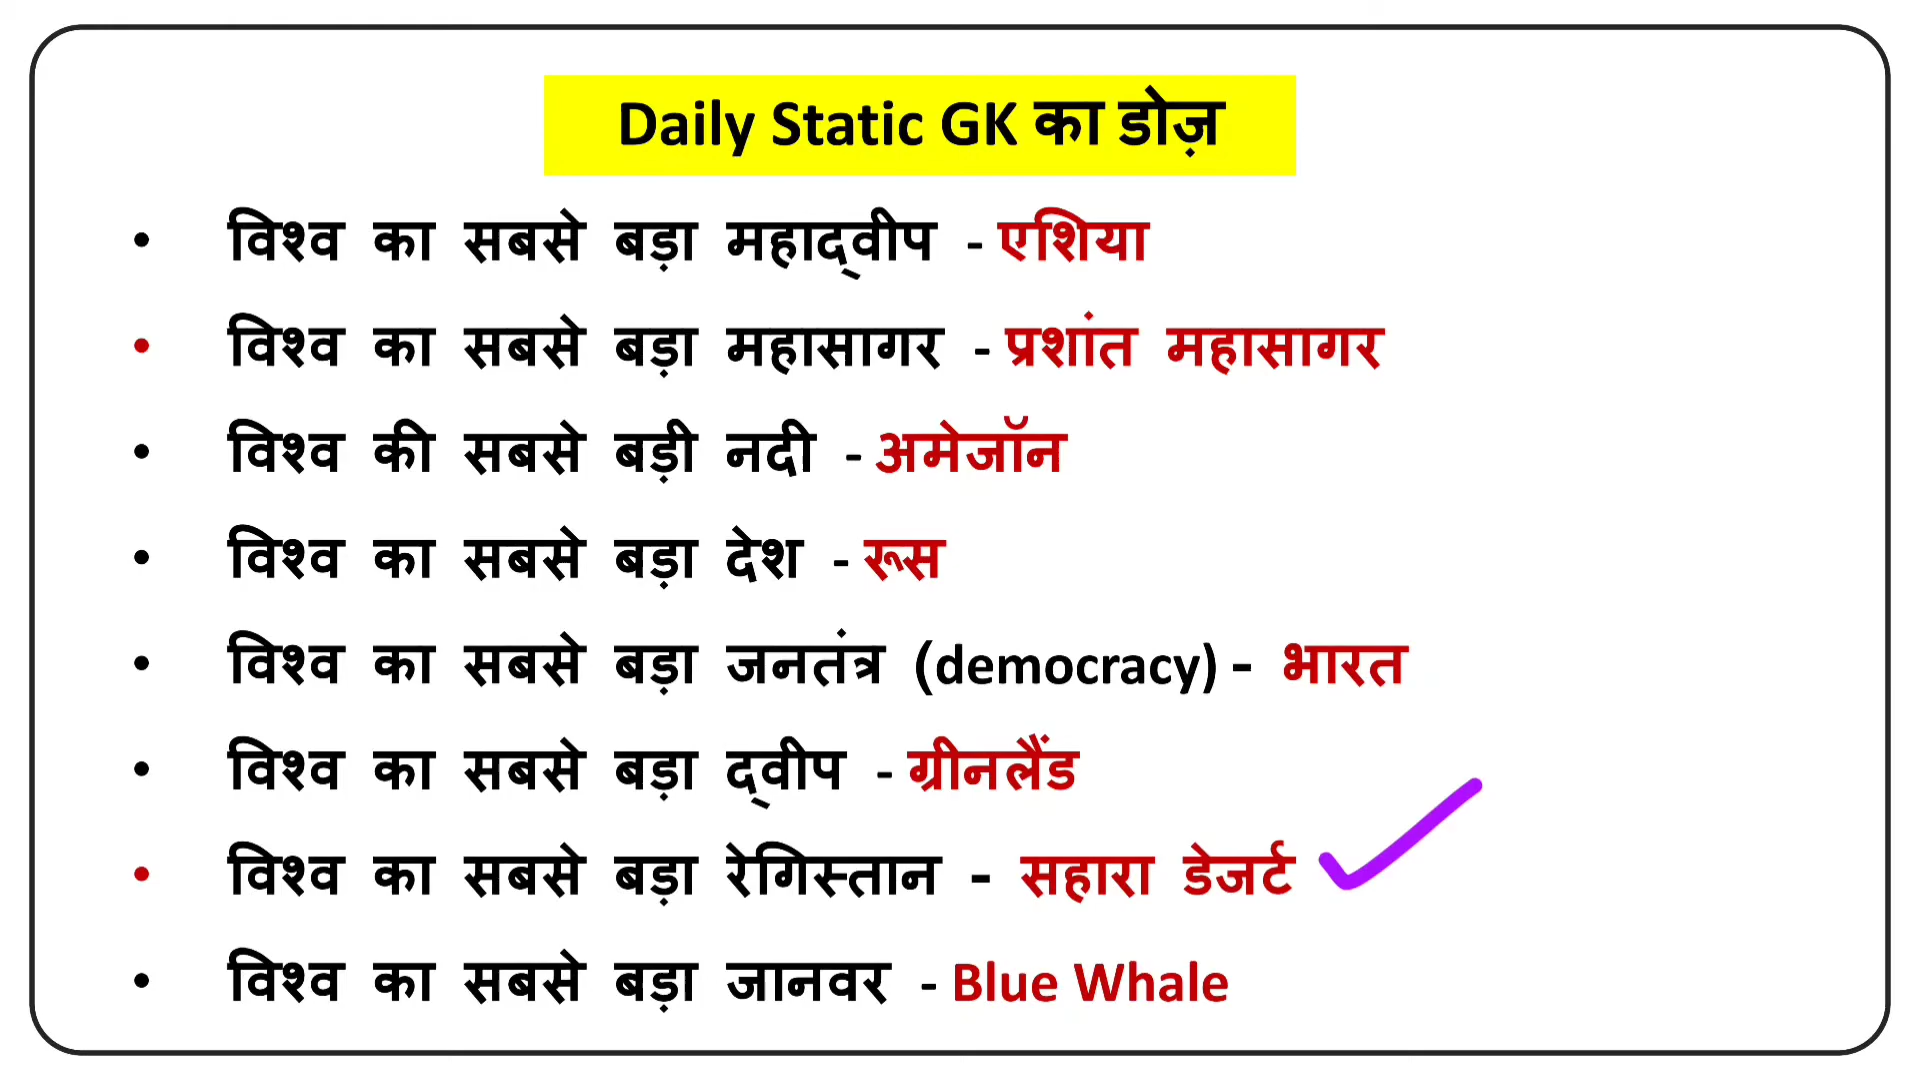 Daily Static GK का डोज़
• विश्व का सबसे बड़ा महाद्वीप - एशिया
• विश्व का सबसे बड़ा महासागर - प्रशांत महासागर
• विश्व की सबसे बड़ी नदी - अमेजॉन
• विश्व का सबसे बड़ा देश - रूस
• विश्व का सबसे बड़ा जनतंत्र (democracy) - भारत
• विश्व का सबसे बड़ा द्वीप - ग्रीनलैंड
• विश्व का सबसे बड़ा रेगिस्तान - सहारा डेजर्ट
• विश्व का सबसे बड़ा जानवर - Blue Whale